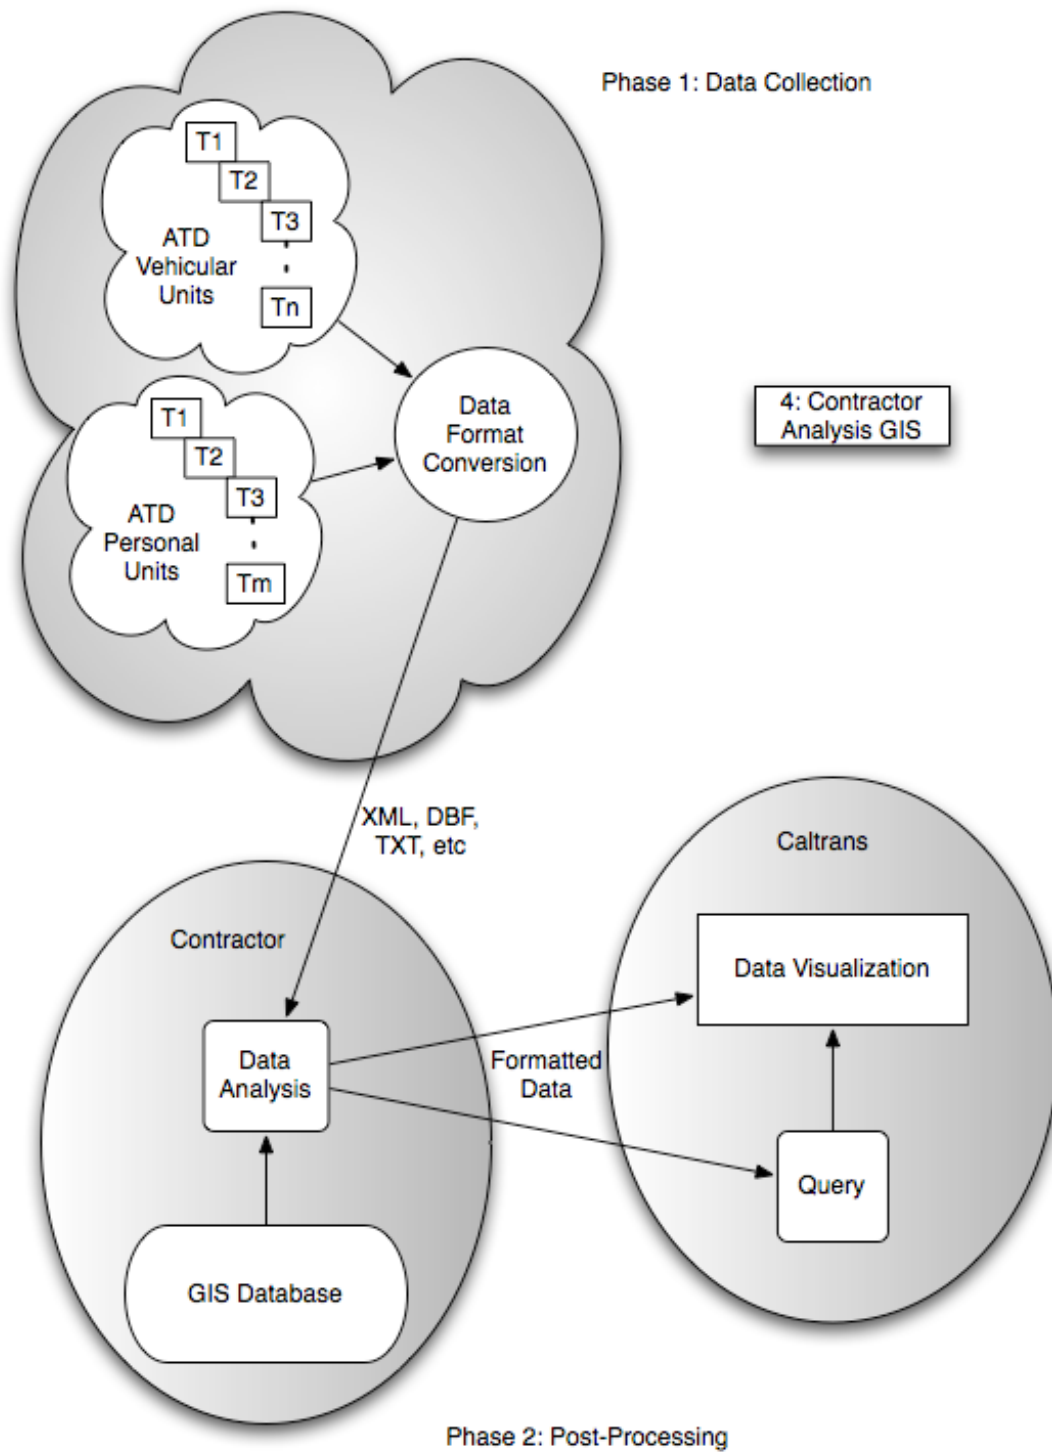 Phase 1: Data Collection
T1
T2
T3
ATD
Vehicular
Units
Tn
Data
Format
Conversion
4: Contractor
Analysis GIS
T1
T2
T3
ATD
Personal
Units
Tm
XML, DBF,
TXT, etc
Contractor
Data
Analysis
GIS Database
Formatted
Data
Caltrans
Data Visualization
Query
Phase 2: Post-Processing